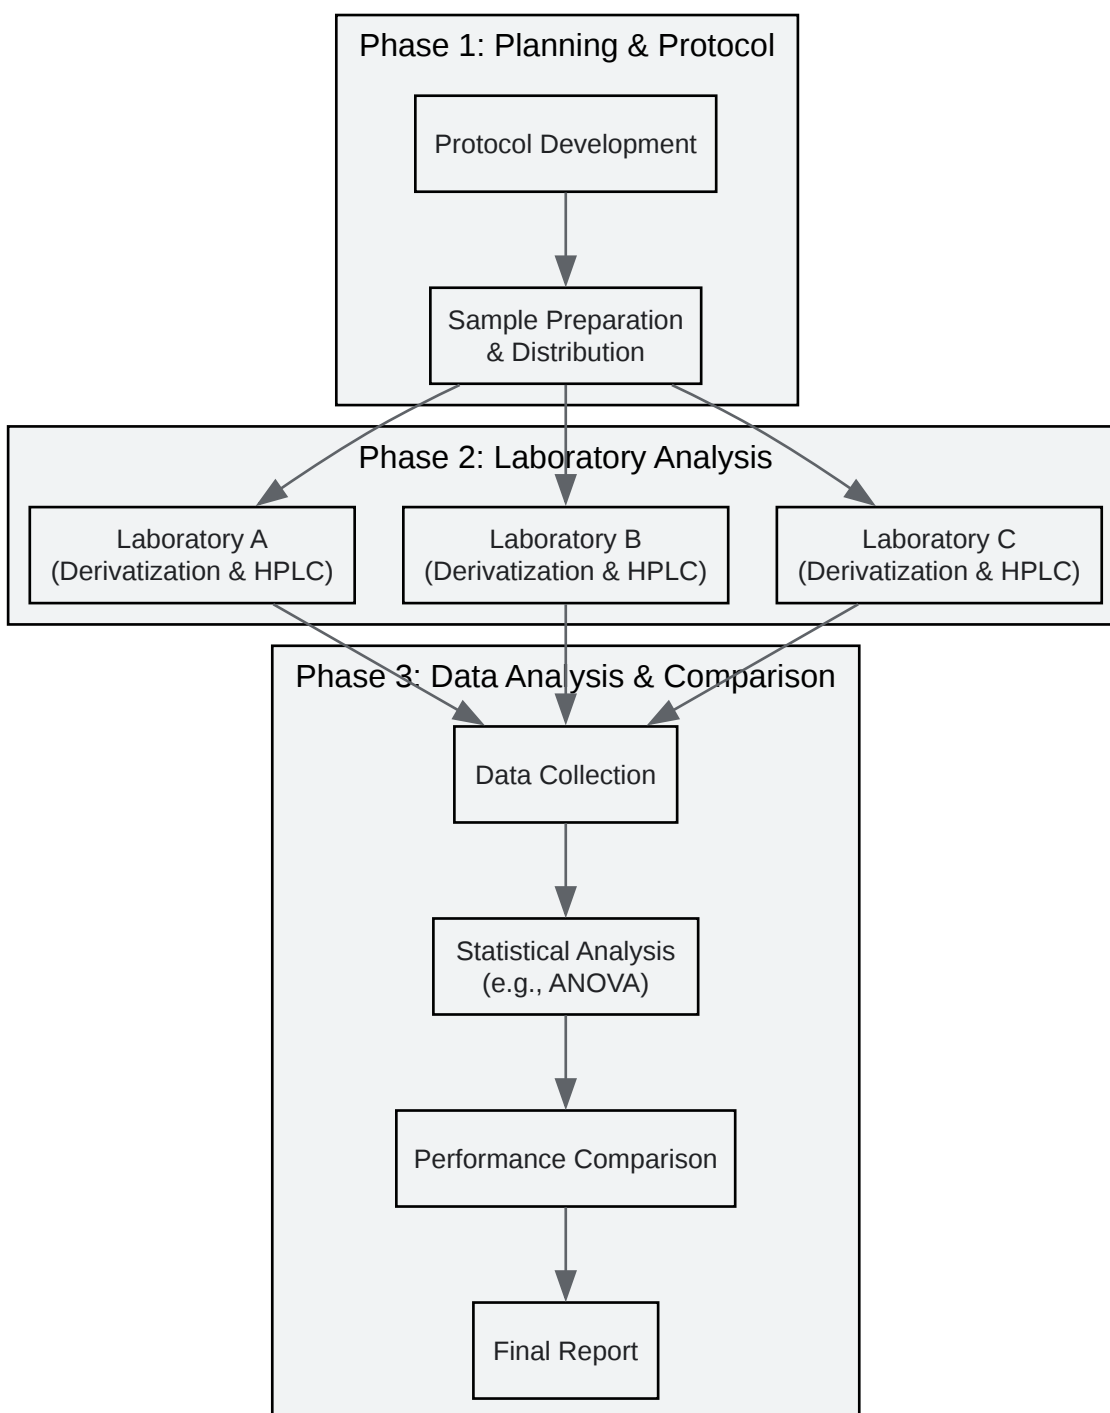 Phase 1: Planning & Protocol
Protocol Development
Sample Preparation
& Distribution
Phase 2: Laboratory Analysis
Laboratory A
(Derivatization & HPLC)
Laboratory B
(Derivatization & HPLC)
Laboratory C
(Derivatization & HPLC)
Phase 3: Data Analysis & Comparison
Data Collection
Statistical Analysis
(e.g., ANOVA)
Performance Comparison
Final Report